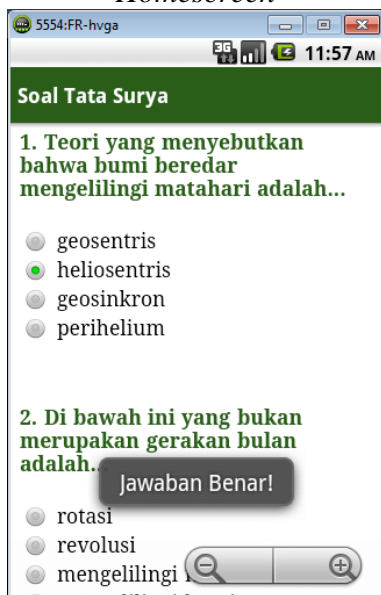 Homescreen
5554:FR-hvga
3G 11:57 AM
Soal Tata Surya
1. Teori yang menyebutkan
bahwa bumi beredar
mengelilingi matahari adalah...
geosentris
heliosentris
geosinkron
perihelium
2. Di bawah ini yang bukan
merupakan gerakan bulan
adalah..
Jawaban Benar!
rotasi
revolusi
mengelilingi